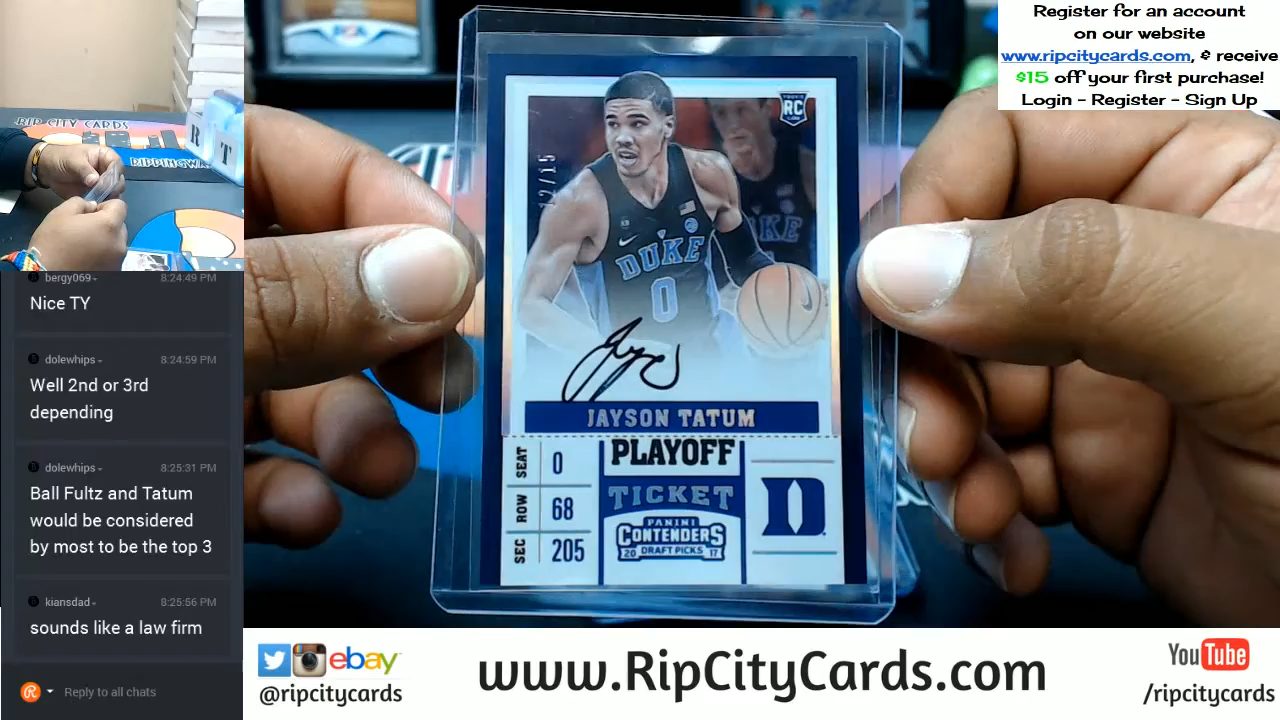 Register for an account
on our website
www.ripcitycards.com, & receive
$15 off your first purchase!
Login - Register - Sign Up
RIP CITY CARDS
RC
12/15
DUKE
0
DUKE
JAYSON TATUM
SEAT 0
ROW 68
SEC 205
PLAYOFF
TICKET
PANINI
CONTENDERS
20 DRAFT PICKS 17
D
bergy069 8:24:49 PM
Nice TY
dolewhips 8:24:59 PM
Well 2nd or 3rd
depending
dolewhips 8:25:31 PM
Ball Fultz and Tatum
would be considered
by most to be the top 3
kiansdad 8:25:56 PM
sounds like a law firm
Reply to all chats
ebay
@ripcitycards
www.RipCityCards.com
YouTube
/ripcitycards